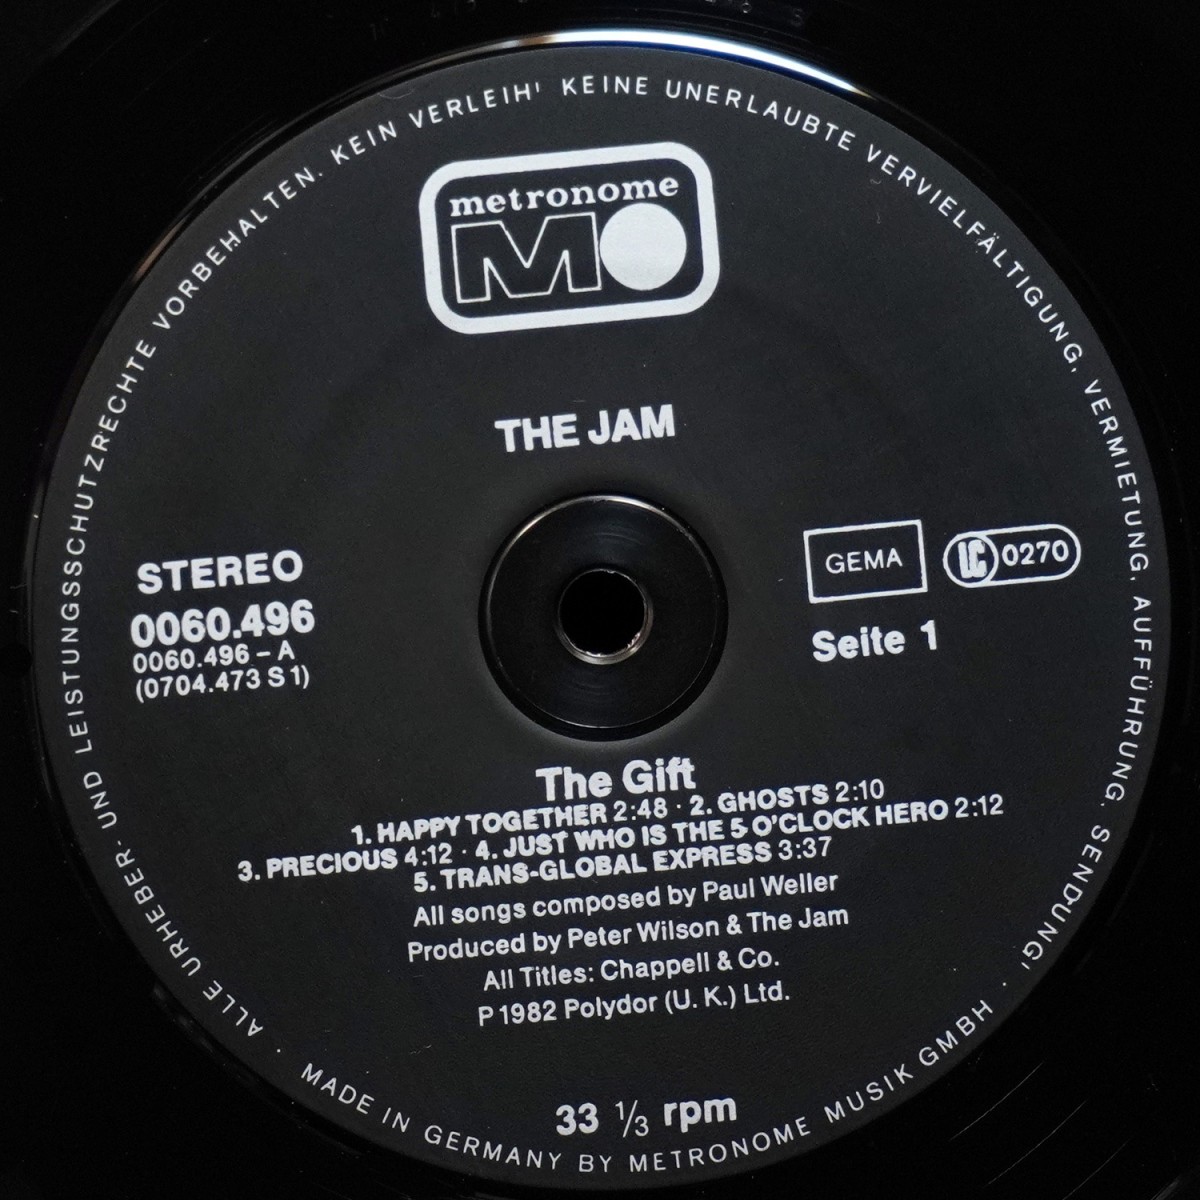 ALLE URHEBER- UND LEISTUNGSSCHUTZRECHTE VORBEHALTEN. KEIN VERLEIH! KEINE UNERLAUBTE VERVIELFÄLTIGUNG, VERMIETUNG, AUFFÜHRUNG, SENDUNG!
metronome
MO
THE JAM
STEREO
0060.496
0060.496 – A
(0704.473 S 1)
GEMA
LC 0270
Seite 1
The Gift
1. HAPPY TOGETHER 2:48 · 2. GHOSTS 2:10
3. PRECIOUS 4:12 · 4. JUST WHO IS THE 5 O'CLOCK HERO 2:12
5. TRANS-GLOBAL EXPRESS 3:37
All songs composed by Paul Weller
Produced by Peter Wilson & The Jam
All Titles: Chappell & Co.
P 1982 Polydor (U. K.) Ltd.
33 1/3 rpm
· MADE IN GERMANY BY METRONOME MUSIK GMBH ·